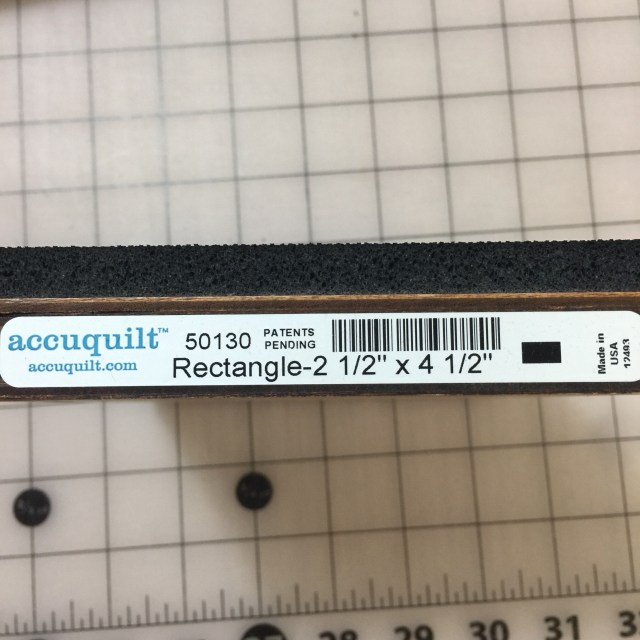 accuquilt™ 50130 PATENTS PENDING
accuquilt.com Rectangle-2 1/2" x 4 1/2"
Made in
USA
12493
28 29 30 31